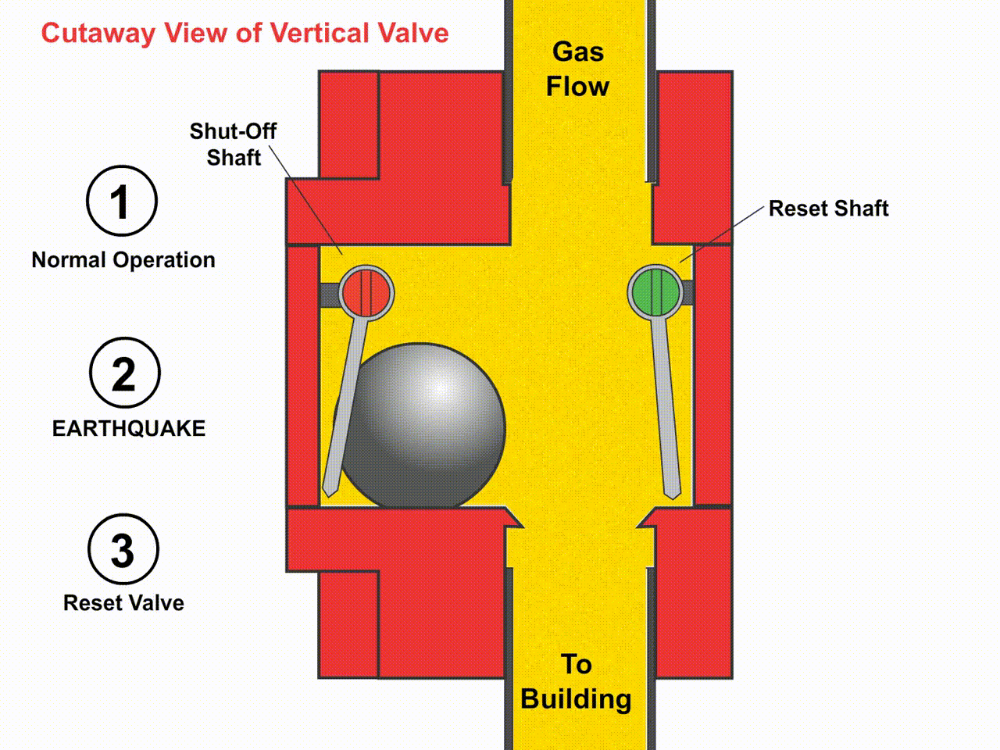 Cutaway View of Vertical Valve
Gas
Flow
Shut-Off
Shaft
1
Normal Operation
Reset Shaft
2
EARTHQUAKE
3
Reset Valve
To
Building